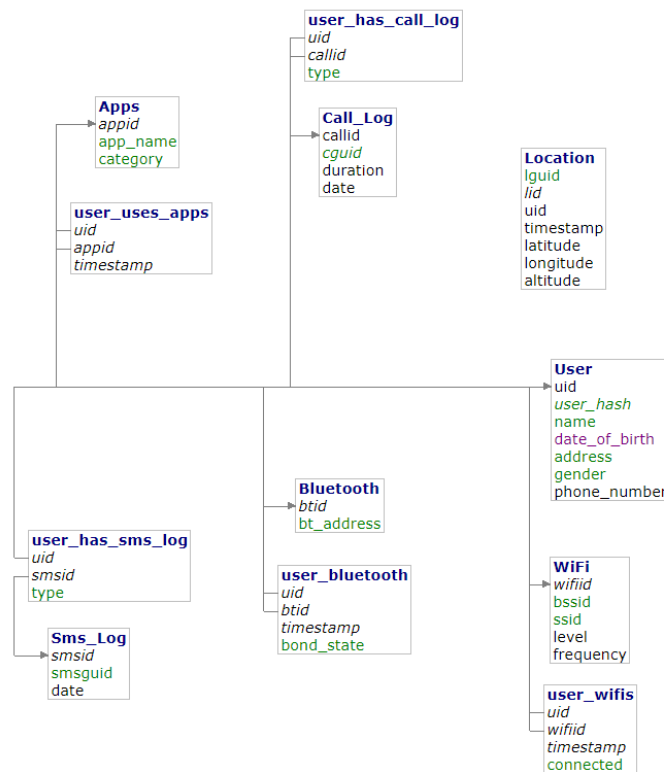 user_has_call_log
uid
callid
type
Apps
appid
app_name
category
Call_Log
callid
cguid
duration
date
Location
lguid
lid
uid
timestamp
latitude
longitude
altitude
user_uses_apps
uid
appid
timestamp
User
uid
user_hash
name
date_of_birth
address
gender
phone_number
Bluetooth
btid
bt_address
user_has_sms_log
uid
smsid
type
user_bluetooth
uid
btid
timestamp
bond_state
WiFi
wifiid
bssid
ssid
level
frequency
Sms_Log
smsid
smsguid
date
user_wifis
uid
wifiid
timestamp
connected